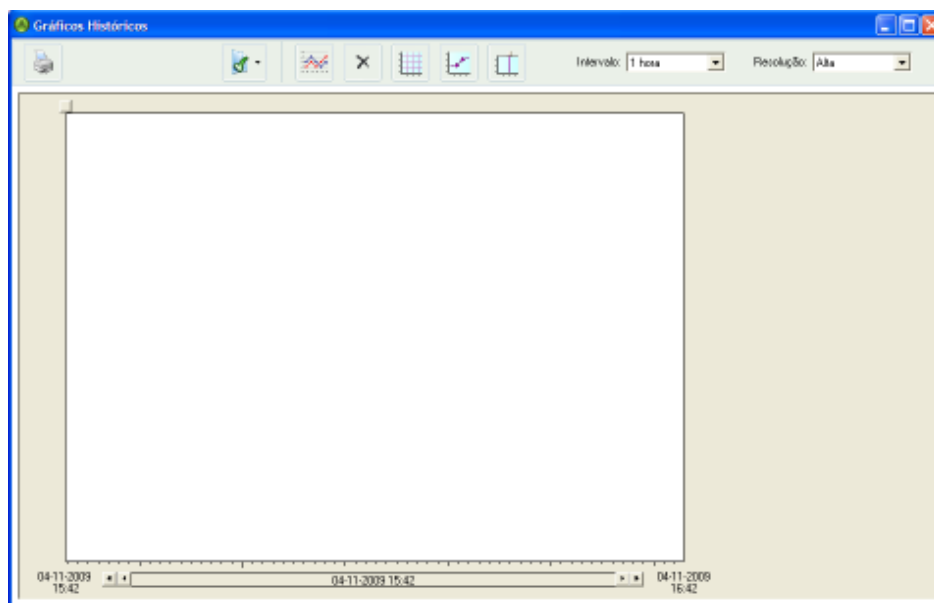 Gráficos Históricos
Intervalo: 1 hora Resolução: Alta
04-11-2009
15:42
04-11-2009 15:42
04-11-2009
16:42